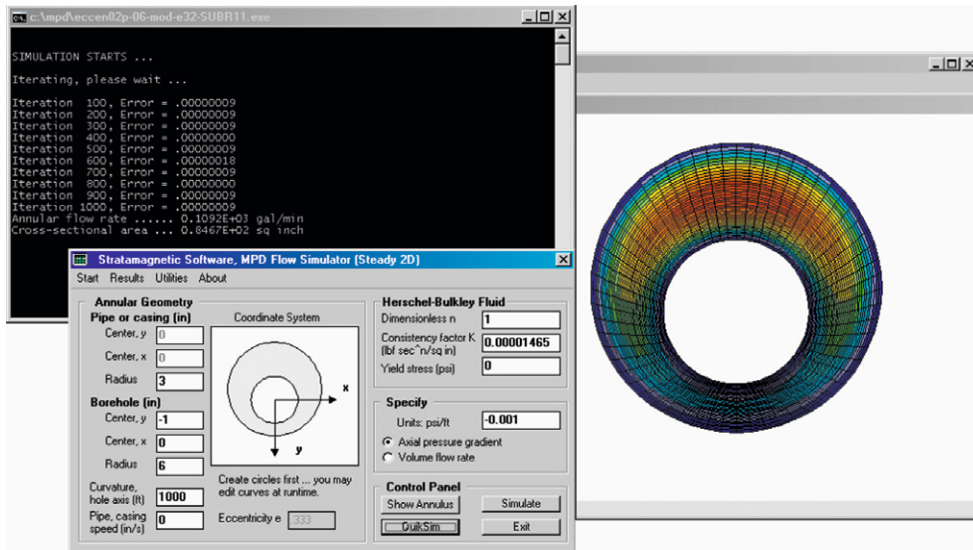 c:\mpd\eccen02p-06-mod-e32-SUBR11.exe
SIMULATION STARTS ...
Iterating, please wait ...
Iteration 100, Error = .00000009
Iteration 200, Error = .00000009
Iteration 300, Error = .00000009
Iteration 400, Error = .00000000
Iteration 500, Error = .00000009
Iteration 600, Error = .00000018
Iteration 700, Error = .00000009
Iteration 800, Error = .00000000
Iteration 900, Error = .00000009
Iteration 1000, Error = .00000009
Annular flow rate ...... 0.1092E+03 gal/min
Cross-sectional area ... 0.8467E+02 sq inch
Stratamagnetic Software, MPD Flow Simulator (Steady 2D)
Start Results Utilities About
Annular Geometry
Pipe or casing (in)
Center, y 0
Center, x 0
Radius 3
Borehole (in)
Center, y -1
Center, x 0
Radius 6
Curvature, hole axis (ft) 1000
Pipe, casing speed (in/s) 0
Coordinate System
x
y
Create circles first ... you may
edit curves at runtime.
Eccentricity e .333
Herschel-Bulkley Fluid
Dimensionless n 1
Consistency factor K
(lbf sec^n/sq in) 0.00001465
Yield stress (psi) 0
Specify
Units: psi/ft -0.001
Axial pressure gradient
Volume flow rate
Control Panel
Show Annulus Simulate
QuikSim Exit